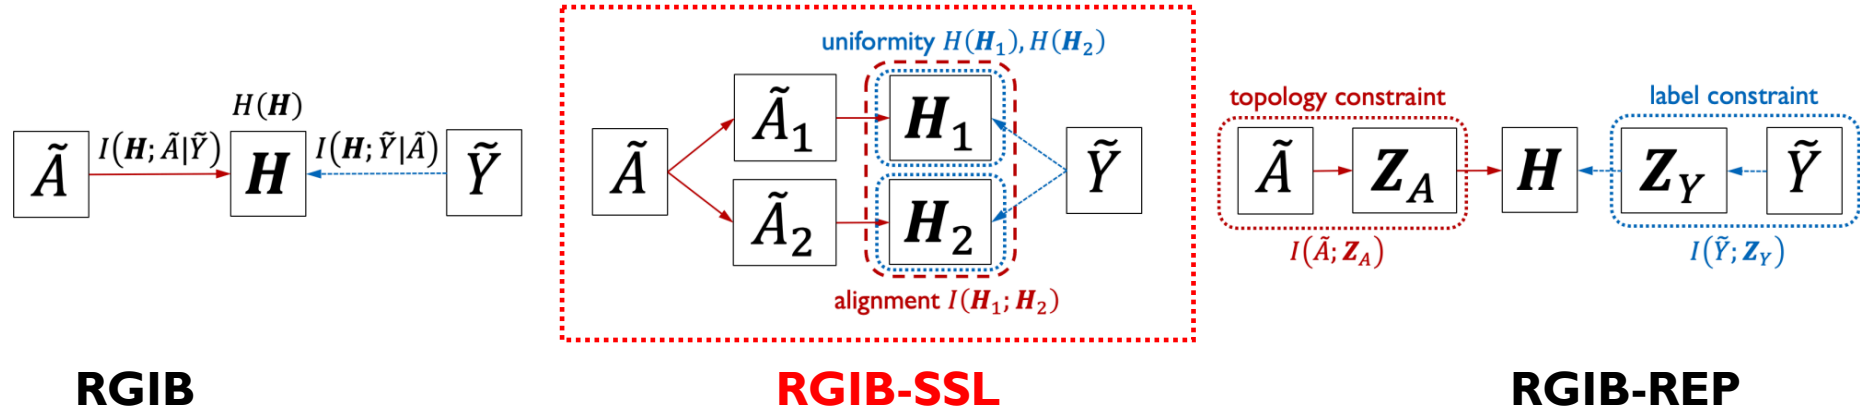 H(H)
Ã
I(H; Ã|Ỹ)
H
I(H; Ỹ|Ã)
Ỹ
RGIB
uniformity H(H₁), H(H₂)
Ã
Ã₁
H₁
Ã₂
H₂
Ỹ
alignment I(H₁; H₂)
RGIB-SSL
topology constraint
label constraint
Ã
Z_A
H
Z_Y
Ỹ
I(Ã; Z_A)
I(Ỹ; Z_Y)
RGIB-REP